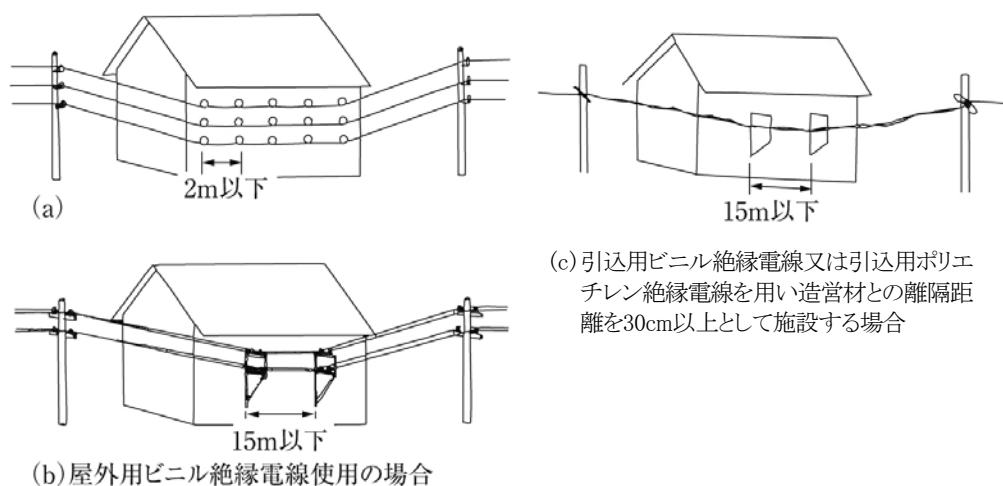 2m以下
(a)
15m以下
(c)引込用ビニル絶縁電線又は引込用ポリエ
チレン絶縁電線を用い造営材との離隔距
離を30cm以上として施設する場合
15m以下
(b)屋外用ビニル絶縁電線使用の場合